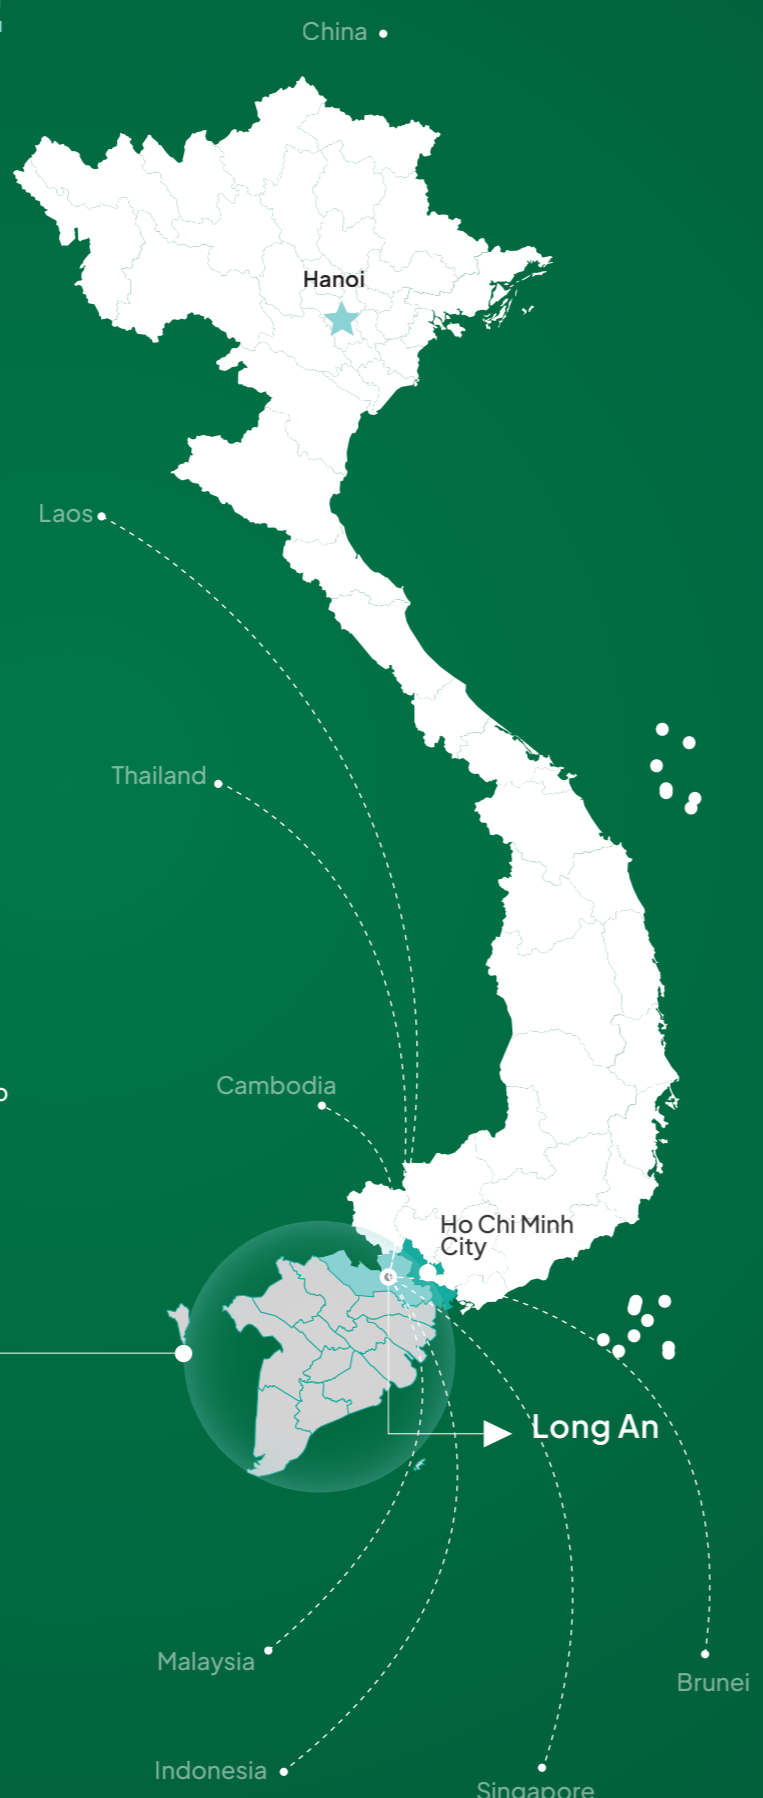 China
Hanoi
Laos
Thailand
Cambodia
Ho Chi Minh
City
Long An
Malaysia
Brunei
Indonesia
Singapore